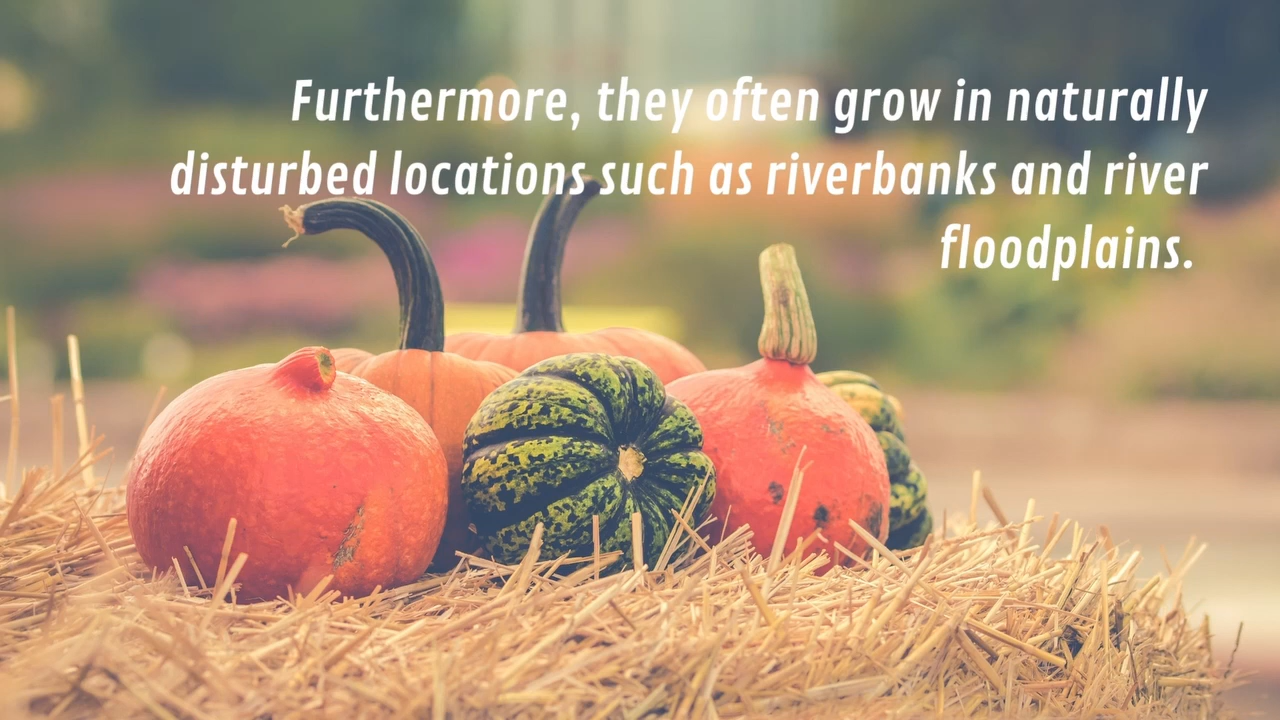 Furthermore, they often grow in naturally
disturbed locations such as riverbanks and river
floodplains.